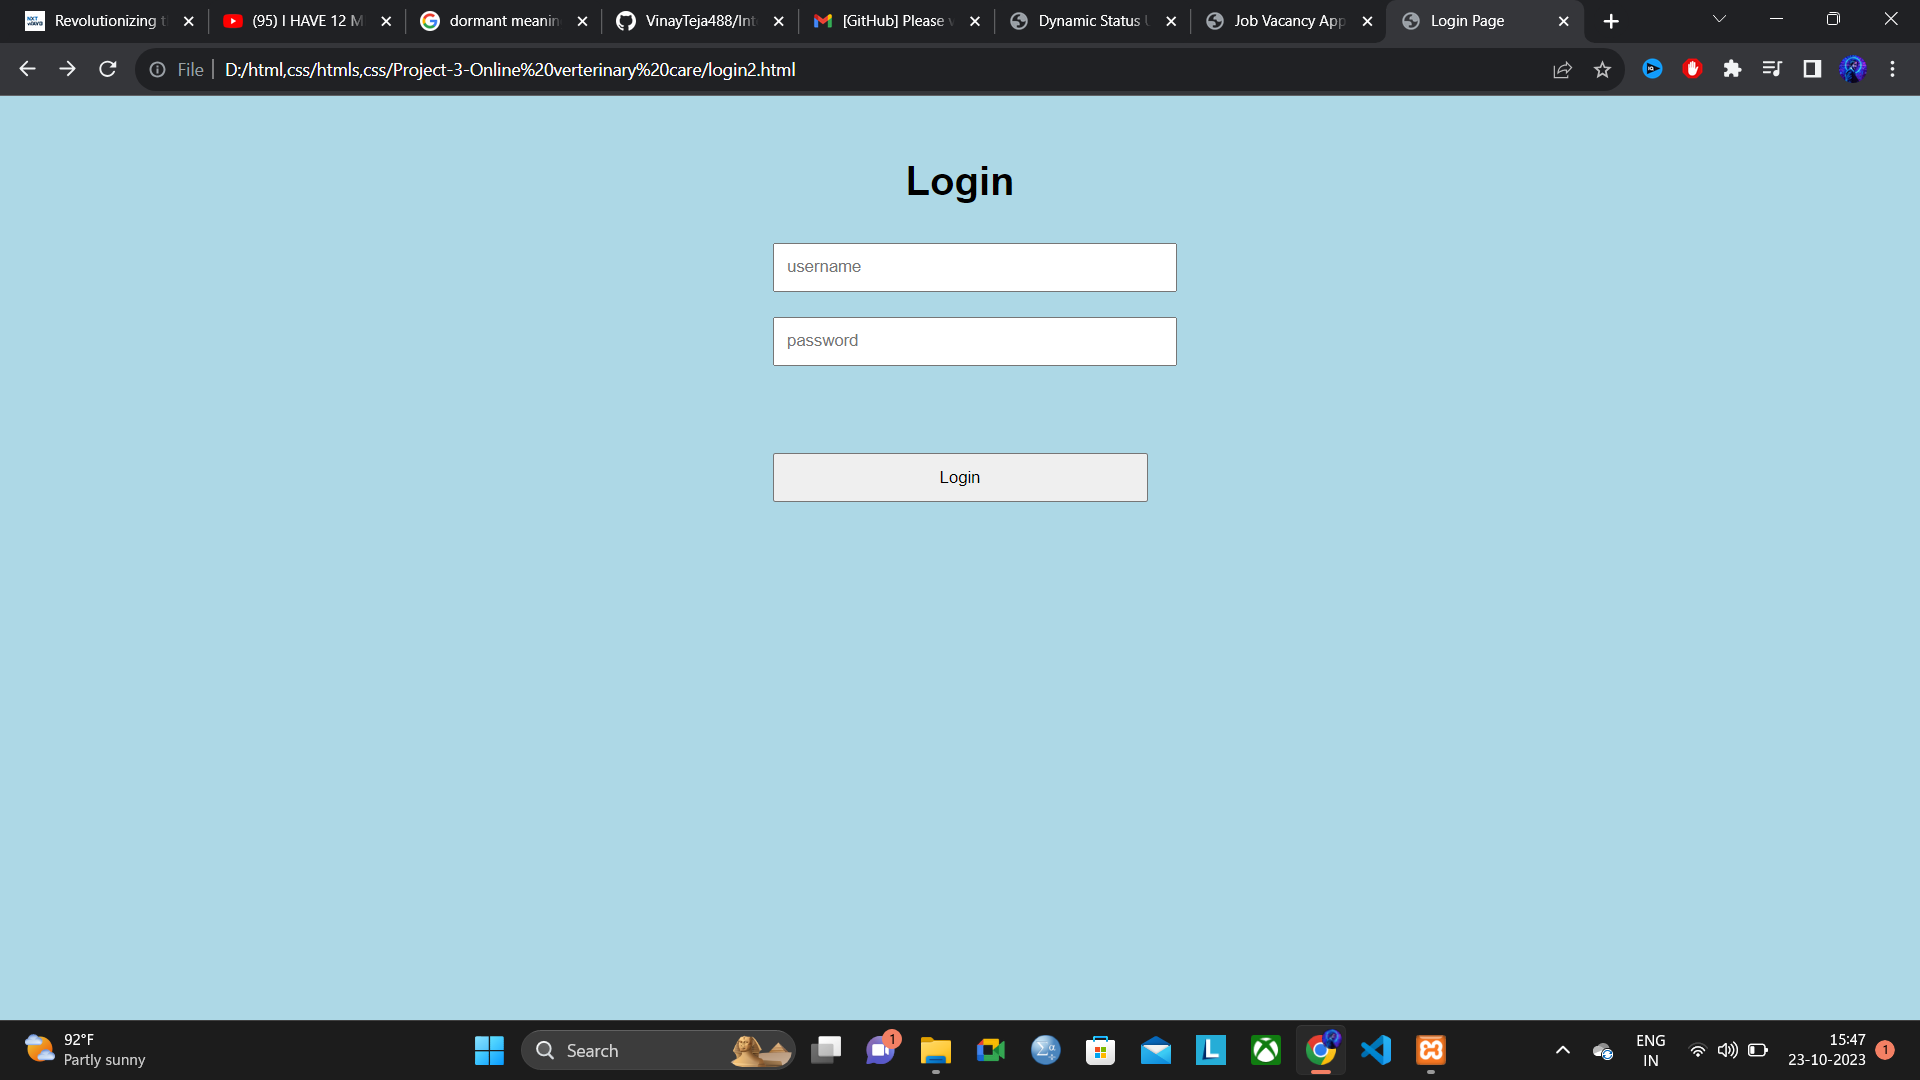 Revolutionizing t
(95) I HAVE 12 M
dormant meanin
VinayTeja488/Int
[GitHub] Please v
Dynamic Status U
Job Vacancy App
Login Page
File
D:/html,css/htmls,css/Project-3-Online%20verterinary%20care/login2.html
Login
username
password
Login
92°F
Partly sunny
Search
1
ENG
IN
15:47
23-10-2023
1